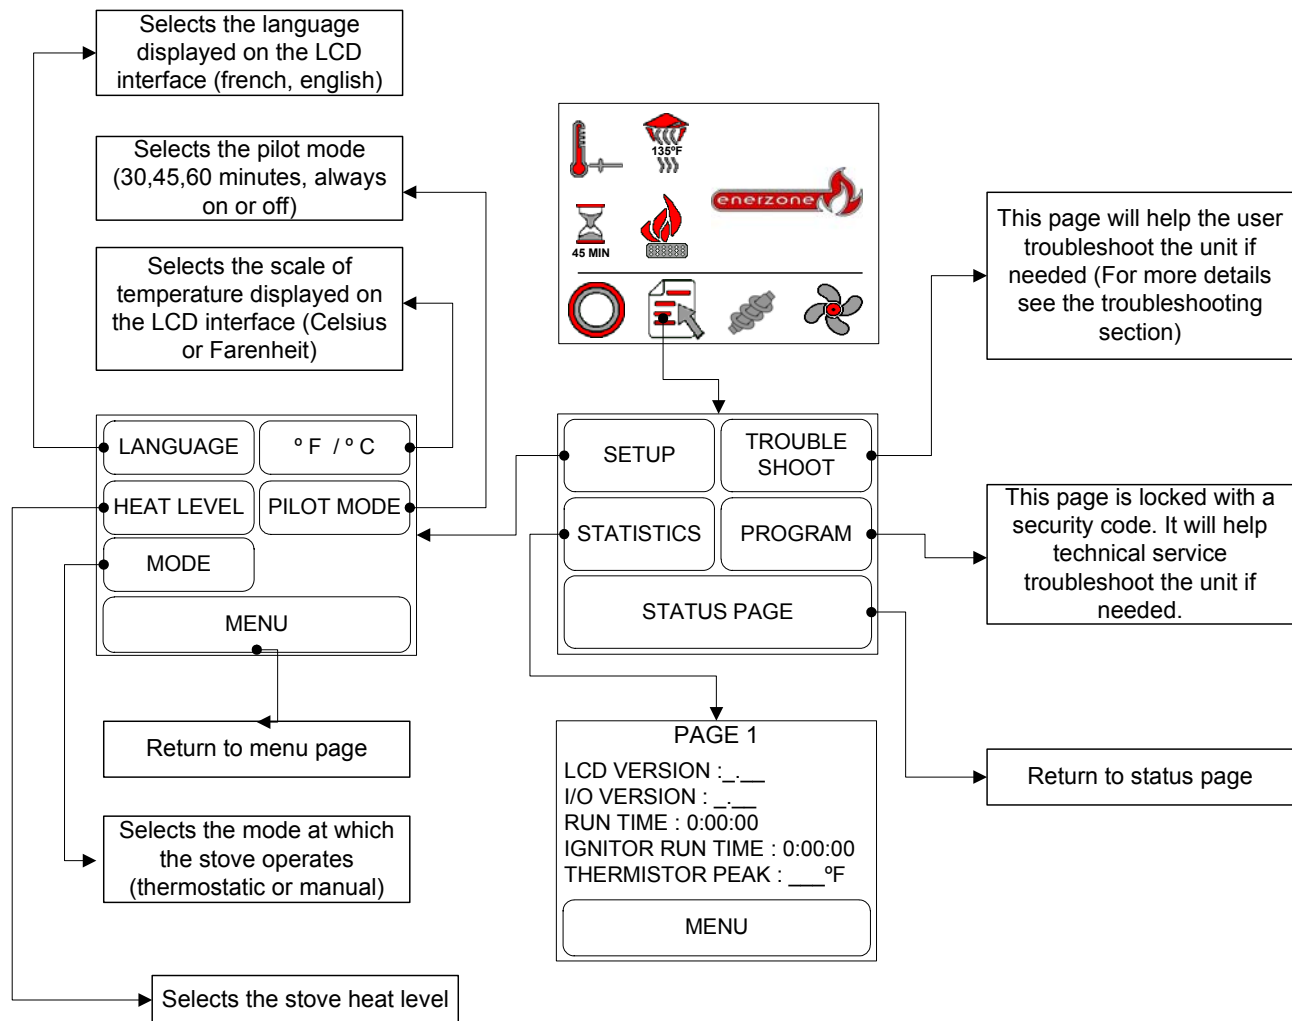 Selects the language
displayed on the LCD
interface (french, english)
Selects the pilot mode
(30,45,60 minutes, always
on or off)
Selects the scale of
temperature displayed on
the LCD interface (Celsius
or Farenheit)
135ºF
enerzone
45 MIN
This page will help the user
troubleshoot the unit if
needed (For more details
see the troubleshooting
section)
LANGUAGE
º F / º C
HEAT LEVEL
PILOT MODE
MODE
MENU
SETUP
TROUBLE
SHOOT
STATISTICS
PROGRAM
STATUS PAGE
This page is locked with a
security code. It will help
technical service
troubleshoot the unit if
needed.
Return to menu page
Selects the mode at which
the stove operates
(thermostatic or manual)
Selects the stove heat level
PAGE 1
LCD VERSION :_.__
I/O VERSION : _.__
RUN TIME : 0:00:00
IGNITOR RUN TIME : 0:00:00
THERMISTOR PEAK : ___ºF
MENU
Return to status page